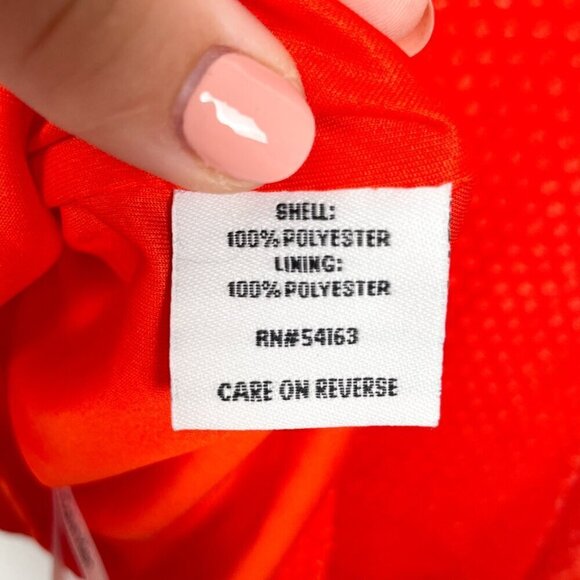 SHELL:
100% POLYESTER
LINING:
100% POLYESTER
RN#54163
CARE ON REVERSE